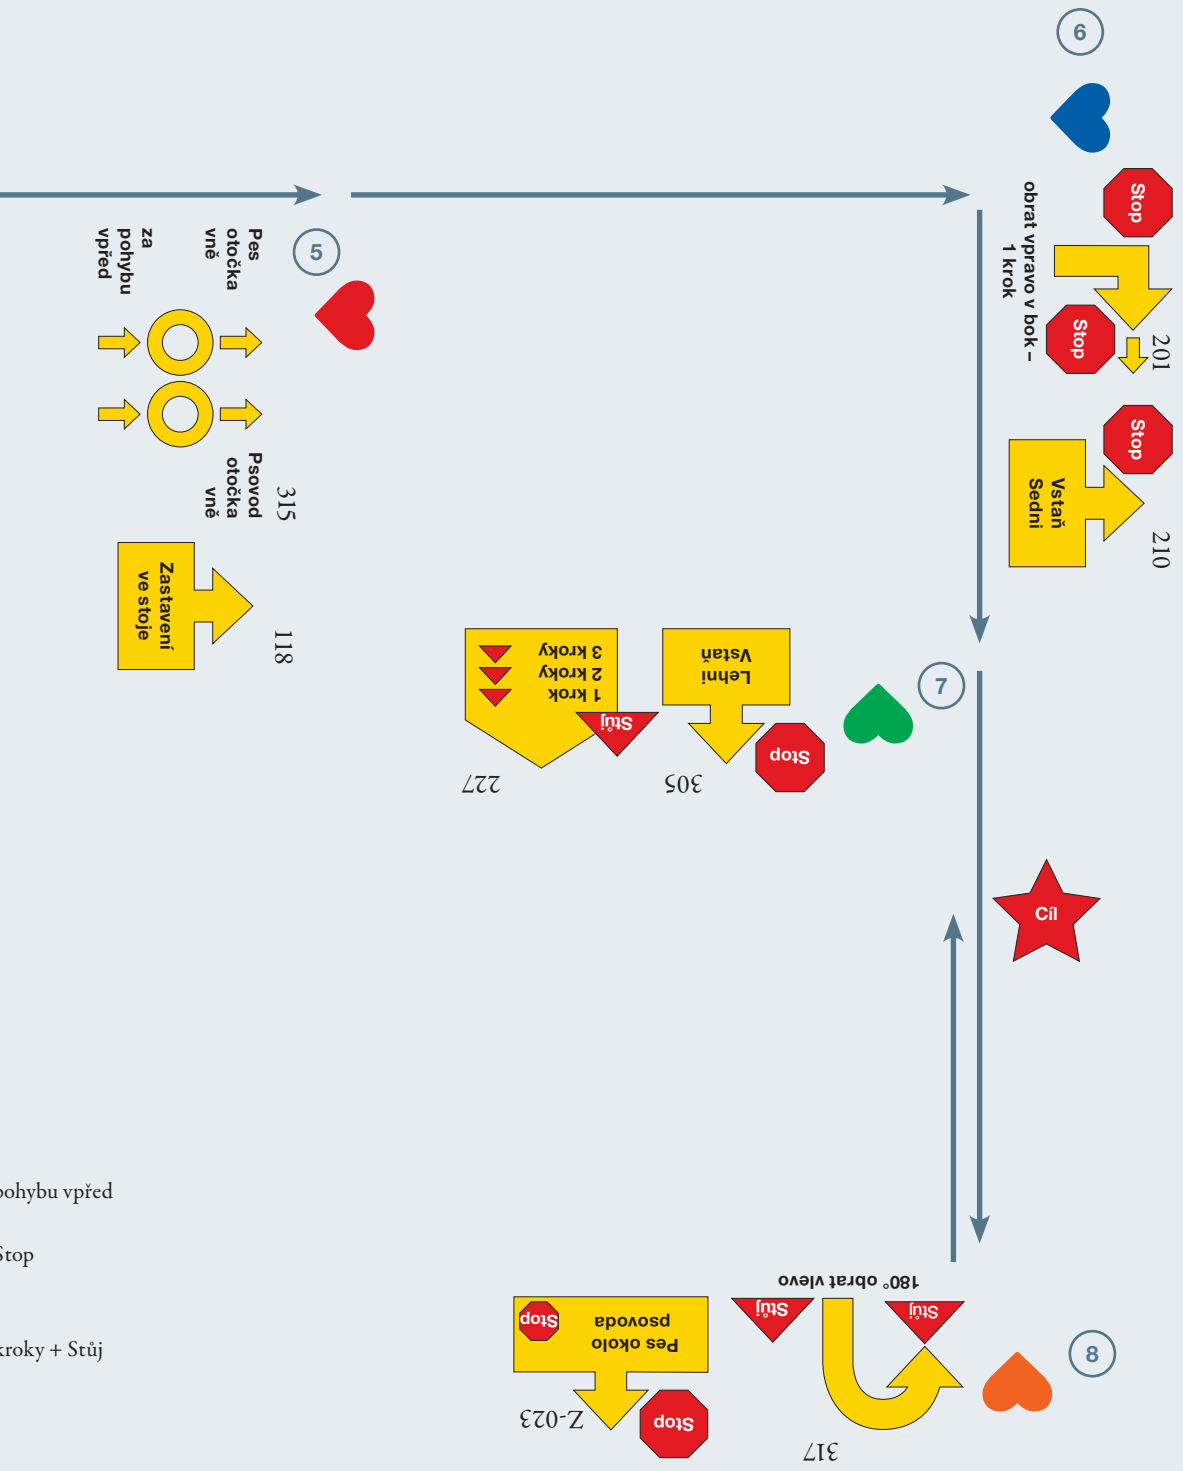 6
Stop
obrat vpravo v bok –
1 krok
Stop
201
Stop
Vstaň
Sedni
210
5
Pes
otočka
vně
za
pohybu
vpřed
Psovod
otočka
vně
315
Zastavení
ve stoje
118
7
Stop
Lehni
Vstaň
305
Stůj
1 krok
2 kroky
3 kroky
227
Cíl
pohybu vpřed
Stop
kroky + Stůj
8
180° obrat vlevo
Stůj
Stůj
317
Stop
Pes okolo
psovoda
Stop
Z-023